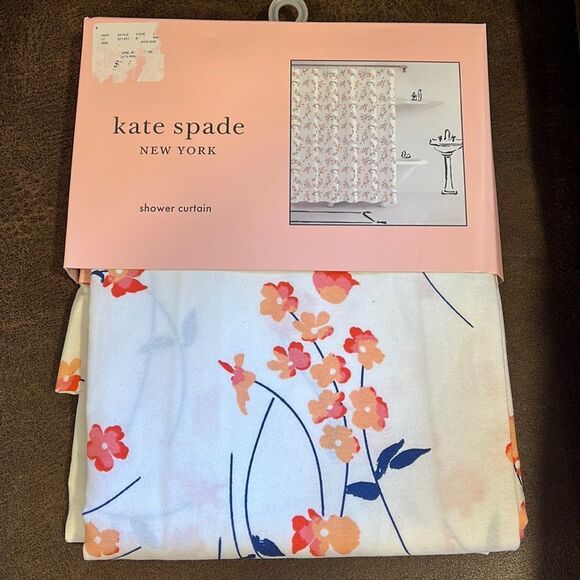 kate spade
NEW YORK
shower curtain